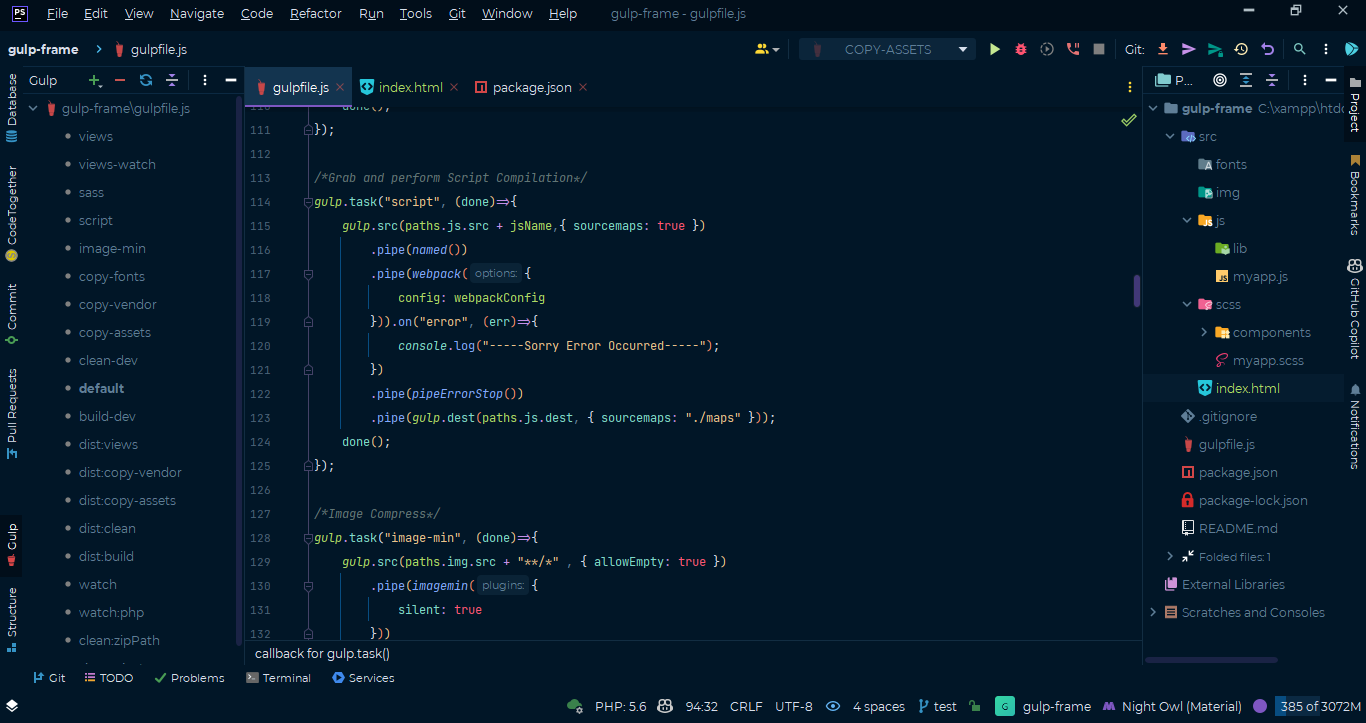 PS File Edit View Navigate Code Refactor Run Tools Git Window Help gulp-frame - gulpfile.js
gulp-frame gulpfile.js COPY-ASSETS Git:
Gulp
gulp-frame\gulpfile.js
views
views-watch
sass
script
image-min
copy-fonts
copy-vendor
copy-assets
clean-dev
default
build-dev
dist:views
dist:copy-vendor
dist:copy-assets
dist:clean
dist:build
watch
watch:php
clean:zipPath
Database
CodeTogether
Commit
Pull Requests
Gulp
Structure
gulpfile.js index.html package.json
110 done();
111 });
112
113 /*Grab and perform Script Compilation*/
114 gulp.task("script", (done)=>{
115 gulp.src(paths.js.src + jsName,{ sourcemaps: true })
116 .pipe(named())
117 .pipe(webpack( options: {
118 config: webpackConfig
119 })).on("error", (err)=>{
120 console.log("-----Sorry Error Occurred-----");
121 })
122 .pipe(pipeErrorStop())
123 .pipe(gulp.dest(paths.js.dest, { sourcemaps: "./maps" }));
124 done();
125 });
126
127 /*Image Compress*/
128 gulp.task("image-min", (done)=>{
129 gulp.src(paths.img.src + "**/*" , { allowEmpty: true })
130 .pipe(imagemin( plugins: {
131 silent: true
132 }))
callback for gulp.task()
P...
gulp-frame C:\xampp\htdo
src
fonts
img
js
lib
myapp.js
scss
components
myapp.scss
index.html
.gitignore
gulpfile.js
package.json
package-lock.json
README.md
Folded files: 1
External Libraries
Scratches and Consoles
Project
Bookmarks
GitHub Copilot
Notifications
Git TODO Problems Terminal Services
PHP: 5.6 94:32 CRLF UTF-8 4 spaces test G gulp-frame Night Owl (Material) 385 of 3072M